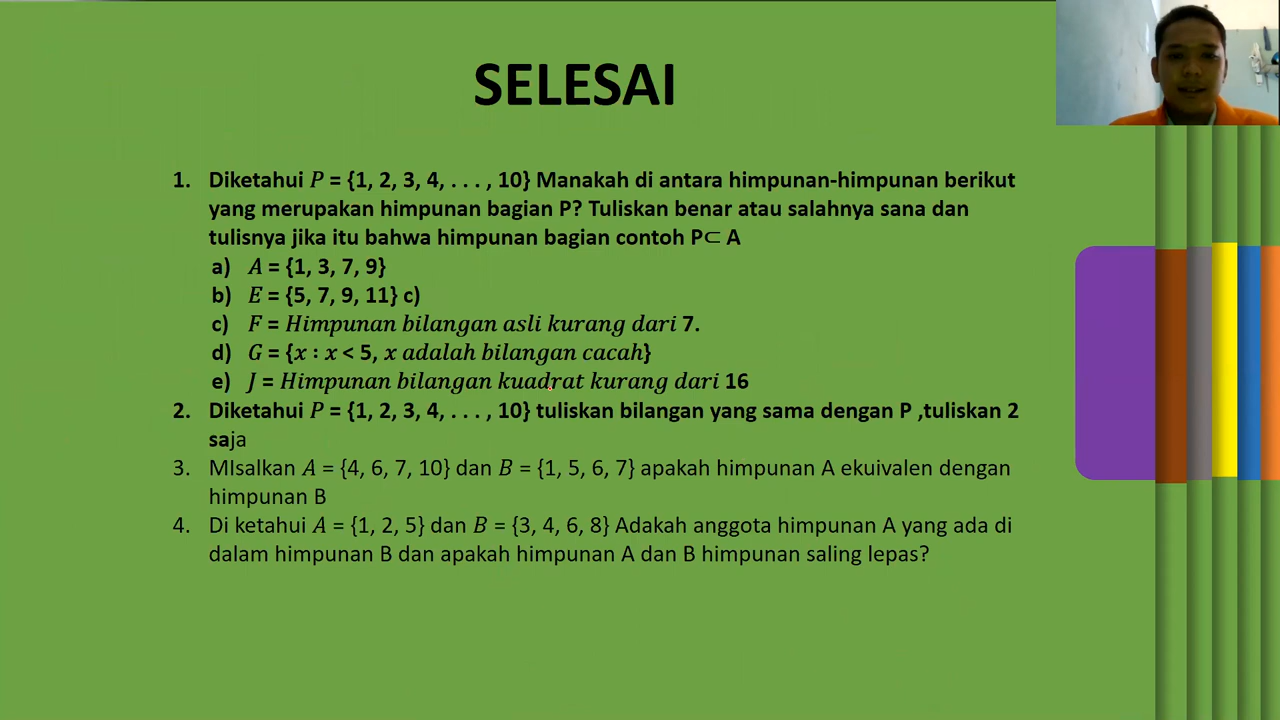 SELESAI
1. Diketahui P = {1, 2, 3, 4, . . . , 10} Manakah di antara himpunan-himpunan berikut
yang merupakan himpunan bagian P? Tuliskan benar atau salahnya sana dan
tulisnya jika itu bahwa himpunan bagian contoh P⊂ A
a) A = {1, 3, 7, 9}
b) E = {5, 7, 9, 11} c)
c) F = Himpunan bilangan asli kurang dari 7.
d) G = {x : x < 5, x adalah bilangan cacah}
e) J = Himpunan bilangan kuadrat kurang dari 16
2. Diketahui P = {1, 2, 3, 4, . . . , 10} tuliskan bilangan yang sama dengan P ,tuliskan 2
saja
3. MIsalkan A = {4, 6, 7, 10} dan B = {1, 5, 6, 7} apakah himpunan A ekuivalen dengan
himpunan B
4. Di ketahui A = {1, 2, 5} dan B = {3, 4, 6, 8} Adakah anggota himpunan A yang ada di
dalam himpunan B dan apakah himpunan A dan B himpunan saling lepas?